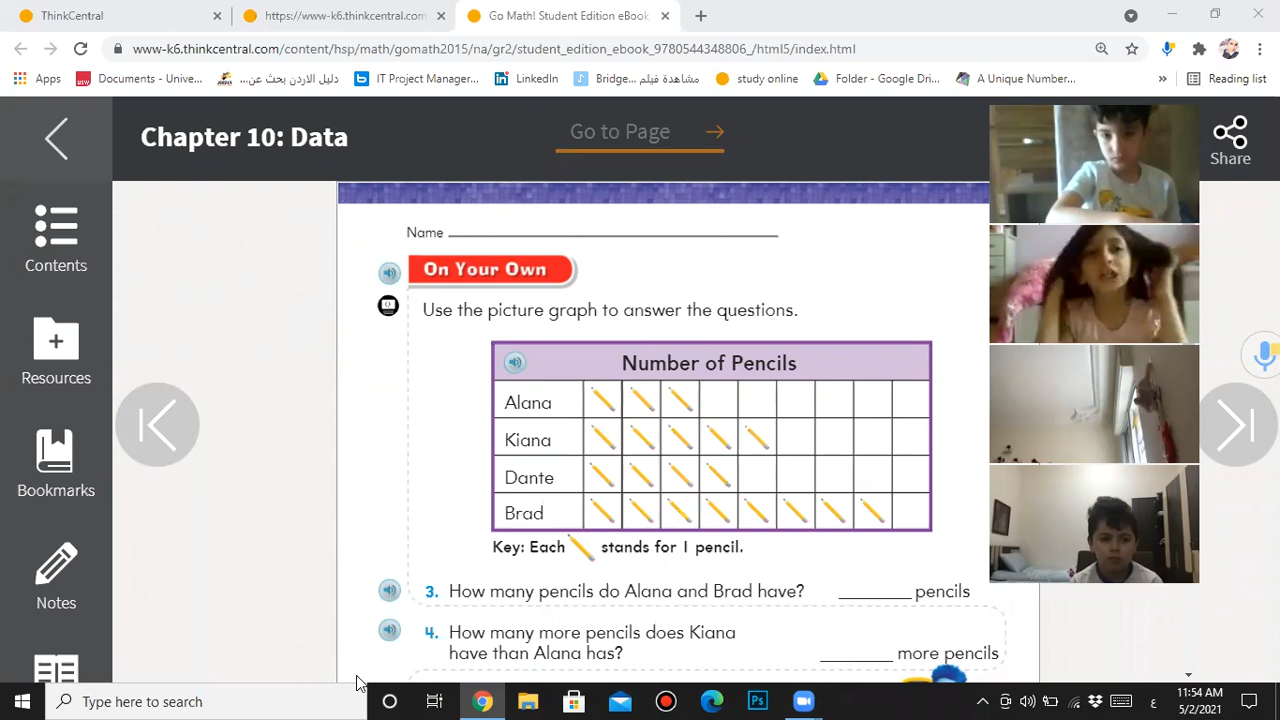 ThinkCentral
https://www-k6.thinkcentral.com
Go Math! Student Edition eBook
www-k6.thinkcentral.com/content/hsp/math/gomath2015/na/gr2/student_edition_ebook_9780544348806_/html5/index.html
Apps
Documents - Unive...
دليل الاردن بحث عن...
IT Project Manager...
LinkedIn
Bridge... مشاهدة فيلم
study online
Folder - Google Dri...
A Unique Number...
»
Reading list
Chapter 10: Data
Go to Page
Share
Contents
Resources
Bookmarks
Notes
Name
On Your Own
Use the picture graph to answer the questions.
Number of Pencils
Alana
Kiana
Dante
Brad
Key: Each stands for 1 pencil.
3. How many pencils do Alana and Brad have? ________ pencils
4. How many more pencils does Kiana
have than Alana has? ________ more pencils
Type here to search
Ps
ع
11:54 AM
5/2/2021